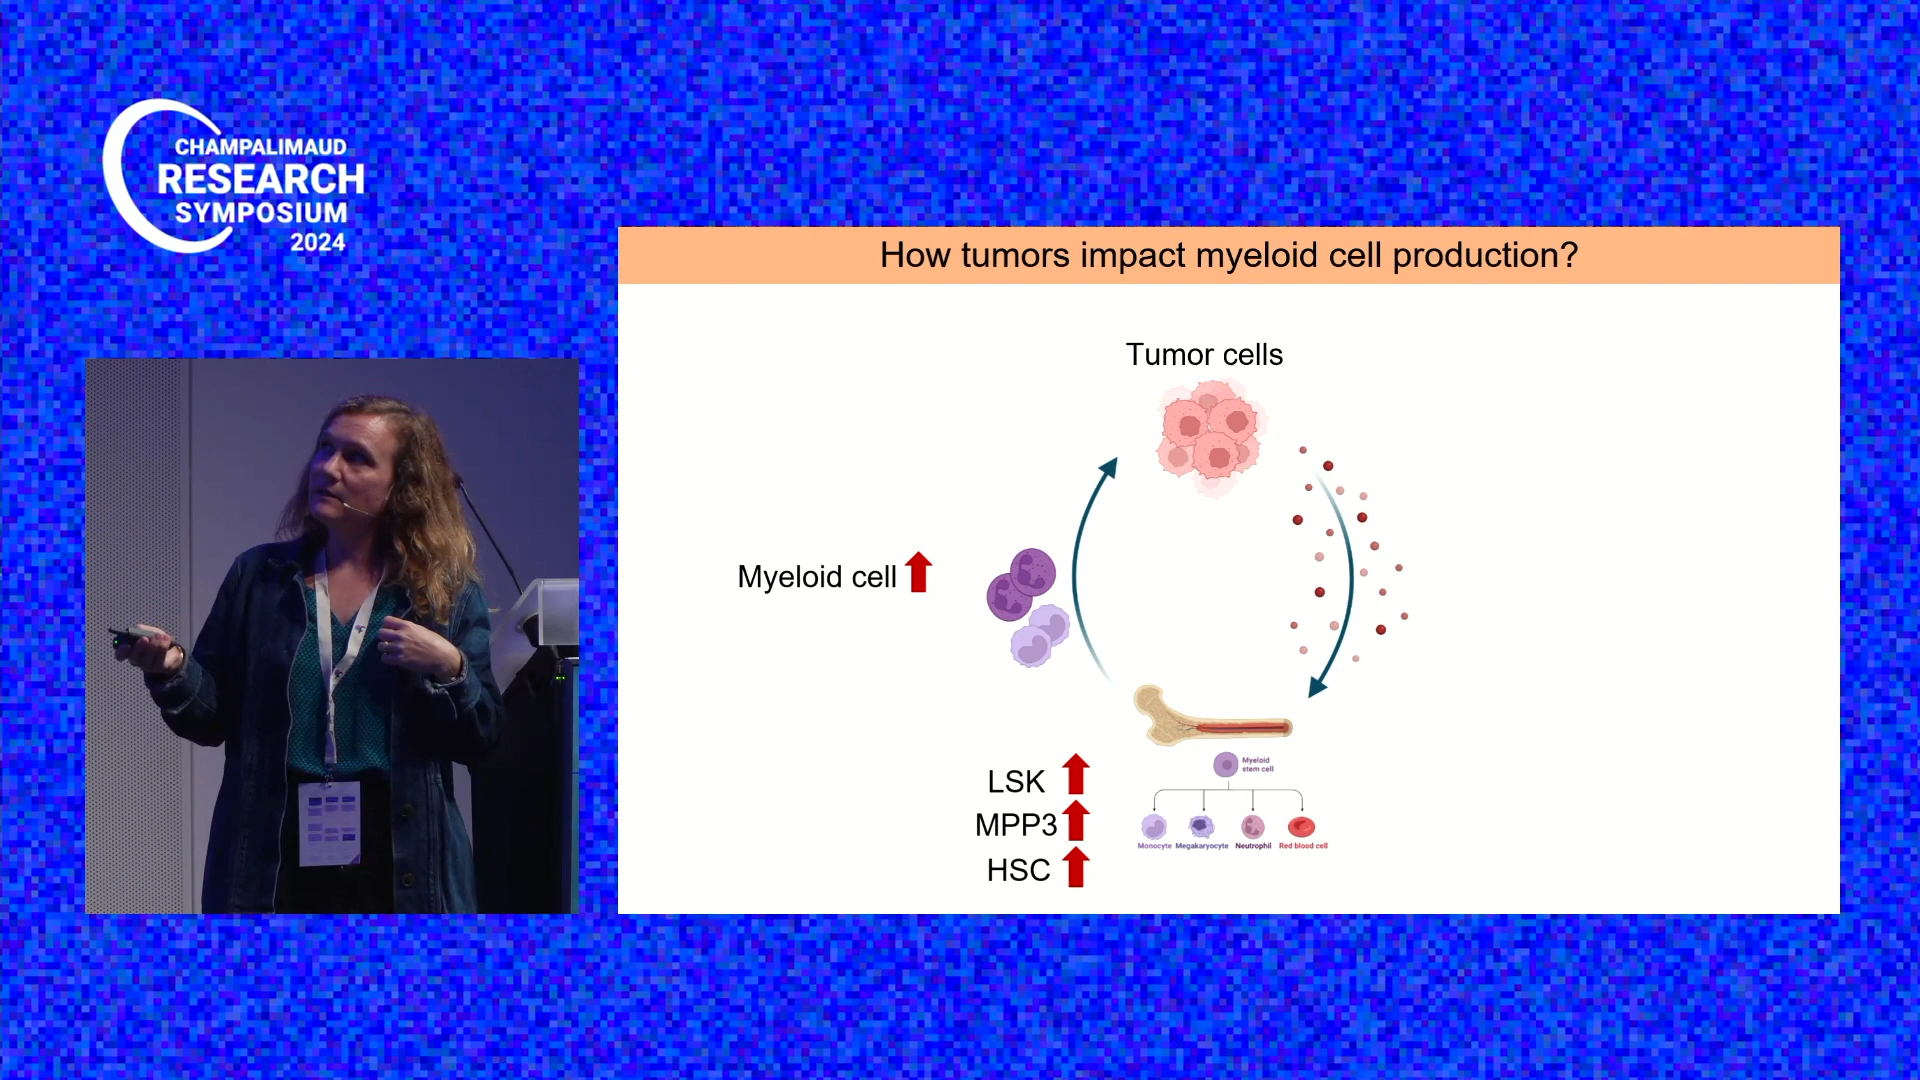 CHAMPALIMAUD
RESEARCH
SYMPOSIUM
2024
How tumors impact myeloid cell production?
Tumor cells
Myeloid cell
Myeloid
stem cell
LSK
MPP3
HSC
Monocyte Megakaryocyte Neutrophil Red blood cell